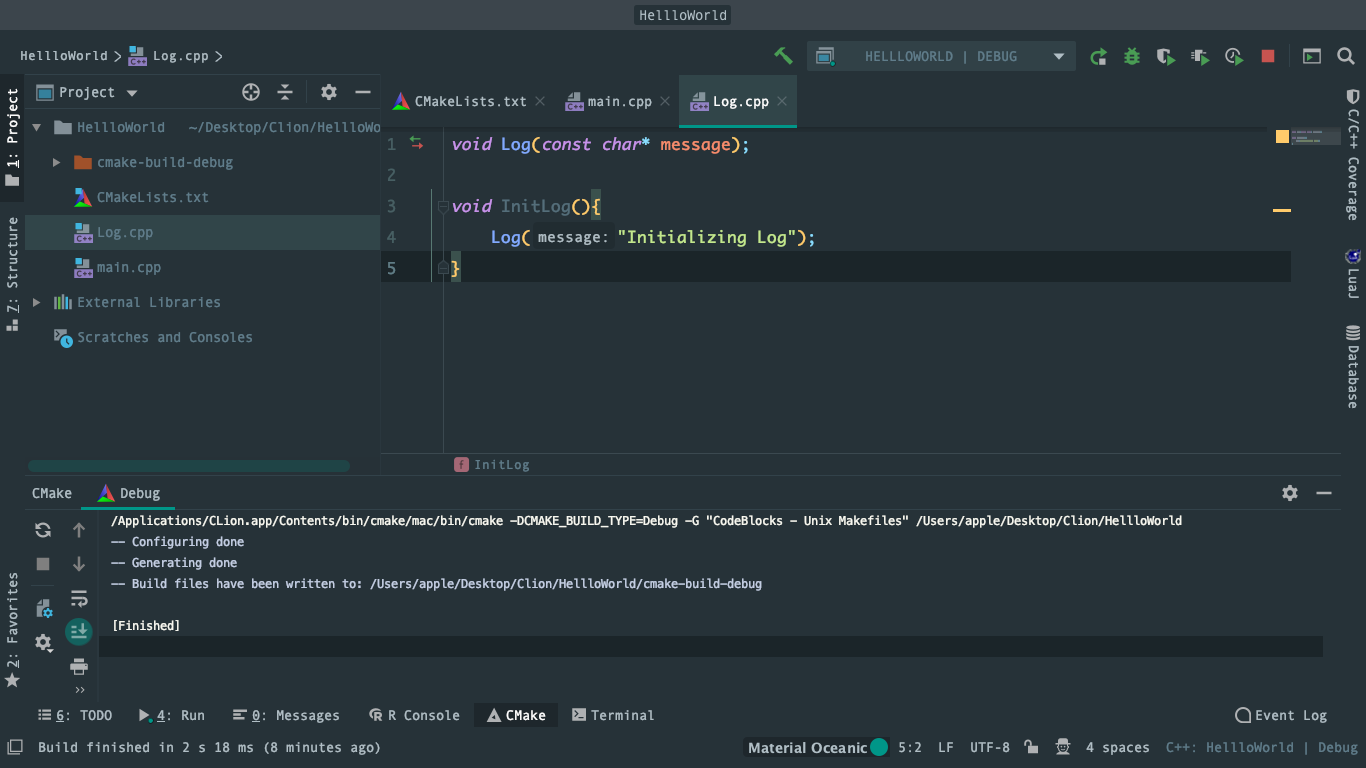 HellloWorld
HellloWorld
Log.cpp
HELLLOWORLD | DEBUG
1: Project
Z: Structure
2: Favorites
Project
HellloWorld ~/Desktop/Clion/HellloWo
cmake-build-debug
CMakeLists.txt
Log.cpp
main.cpp
External Libraries
Scratches and Consoles
CMakeLists.txt
main.cpp
Log.cpp
1 void Log(const char* message);
2
3 void InitLog(){
4 Log( message: "Initializing Log");
5 }
InitLog
C/C++ Coverage
LuaJ
Database
CMake
Debug
/Applications/CLion.app/Contents/bin/cmake/mac/bin/cmake -DCMAKE_BUILD_TYPE=Debug -G "CodeBlocks - Unix Makefiles" /Users/apple/Desktop/Clion/HellloWorld
-- Configuring done
-- Generating done
-- Build files have been written to: /Users/apple/Desktop/Clion/HellloWorld/cmake-build-debug
[Finished]
6: TODO
4: Run
0: Messages
R Console
CMake
Terminal
Event Log
Build finished in 2 s 18 ms (8 minutes ago)
Material Oceanic
5:2
LF
UTF-8
4 spaces
C++: HellloWorld | Debug